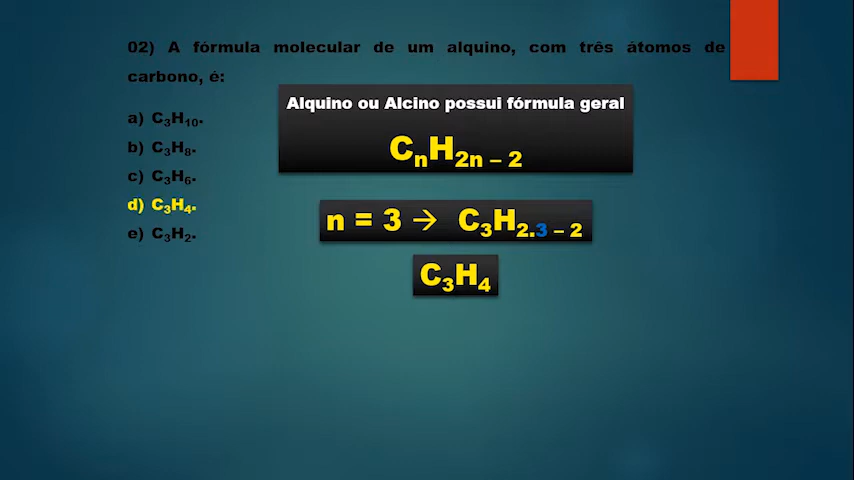 02) A fórmula molecular de um alquino, com três átomos de
carbono, é:
Alquino ou Alcino possui fórmula geral
CₙH₂ₙ ₋ ₂
a) C₃H₁₀.
b) C₃H₈.
c) C₃H₆.
d) C₃H₄.
e) C₃H₂.
n = 3 → C₃H₂.₃ ₋ ₂
C₃H₄